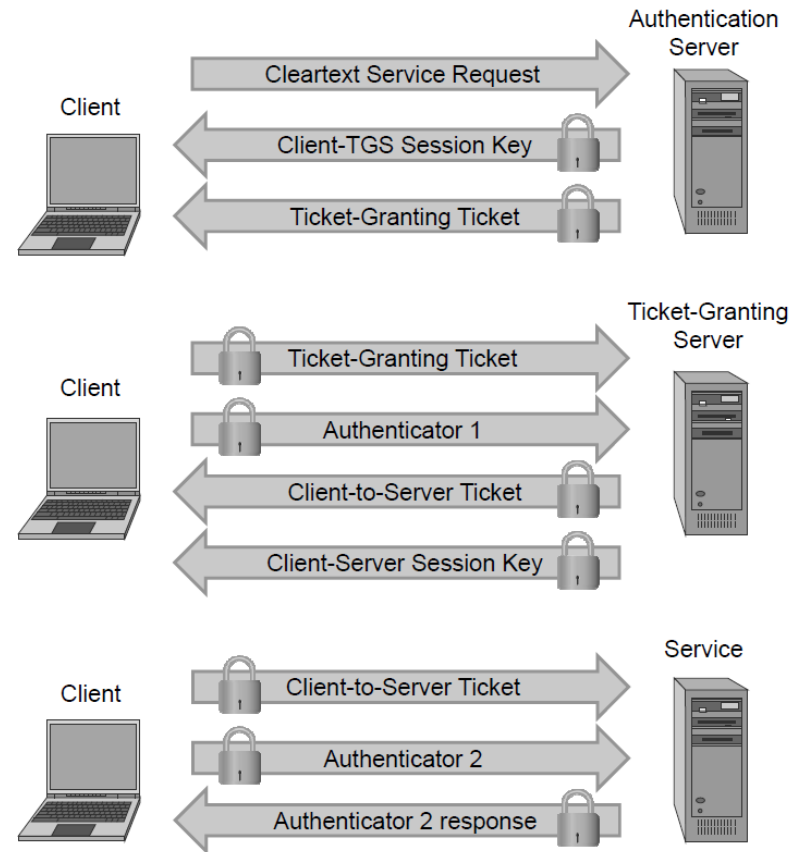 Authentication
Server
Cleartext Service Request
Client
Client-TGS Session Key
Ticket-Granting Ticket
Ticket-Granting
Server
Ticket-Granting Ticket
Client
Authenticator 1
Client-to-Server Ticket
Client-Server Session Key
Service
Client-to-Server Ticket
Client
Authenticator 2
Authenticator 2 response